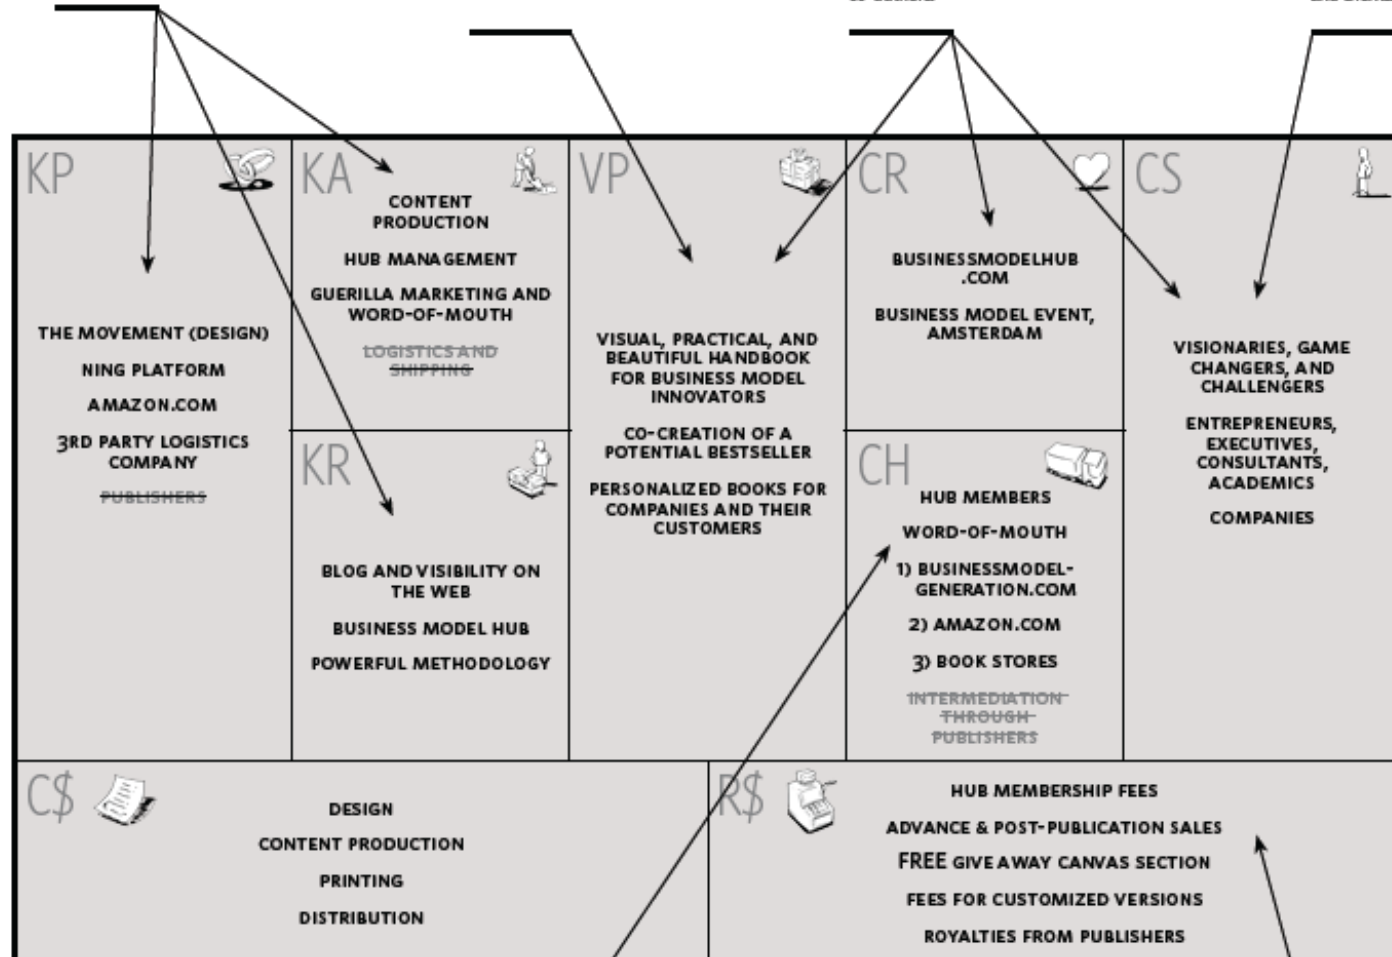 KP
THE MOVEMENT (DESIGN)
NING PLATFORM
AMAZON.COM
3RD PARTY LOGISTICS
COMPANY
PUBLISHERS
KA
CONTENT
PRODUCTION
HUB MANAGEMENT
GUERILLA MARKETING AND
WORD-OF-MOUTH
LOGISTICS AND
SHIPPING
KR
BLOG AND VISIBILITY ON
THE WEB
BUSINESS MODEL HUB
POWERFUL METHODOLOGY
VP
VISUAL, PRACTICAL, AND
BEAUTIFUL HANDBOOK
FOR BUSINESS MODEL
INNOVATORS
CO-CREATION OF A
POTENTIAL BESTSELLER
PERSONALIZED BOOKS FOR
COMPANIES AND THEIR
CUSTOMERS
CR
BUSINESSMODELHUB
.COM
BUSINESS MODEL EVENT,
AMSTERDAM
CH
HUB MEMBERS
WORD-OF-MOUTH
1) BUSINESSMODEL-
GENERATION.COM
2) AMAZON.COM
3) BOOK STORES
INTERMEDIATION
THROUGH
PUBLISHERS
CS
VISIONARIES, GAME
CHANGERS, AND
CHALLENGERS
ENTREPRENEURS,
EXECUTIVES,
CONSULTANTS,
ACADEMICS
COMPANIES
C$
DESIGN
CONTENT PRODUCTION
PRINTING
DISTRIBUTION
R$
HUB MEMBERSHIP FEES
ADVANCE & POST-PUBLICATION SALES
FREE GIVEAWAY CANVAS SECTION
FEES FOR CUSTOMIZED VERSIONS
ROYALTIES FROM PUBLISHERS